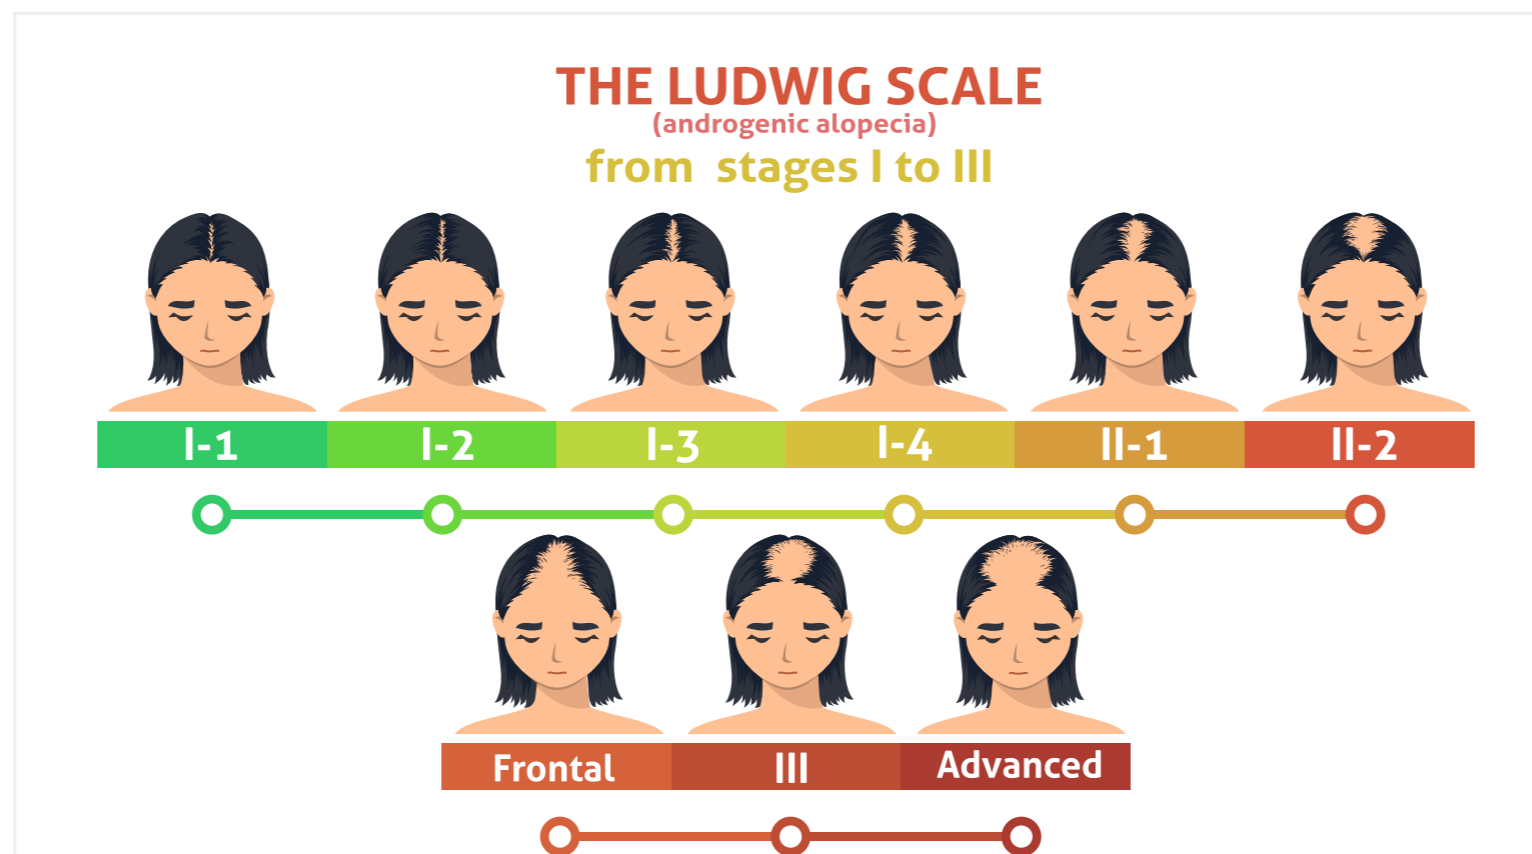 THE LUDWIG SCALE
(androgenic alopecia)
from stages I to III
I-1 I-2 I-3 I-4 II-1 II-2
Frontal III Advanced